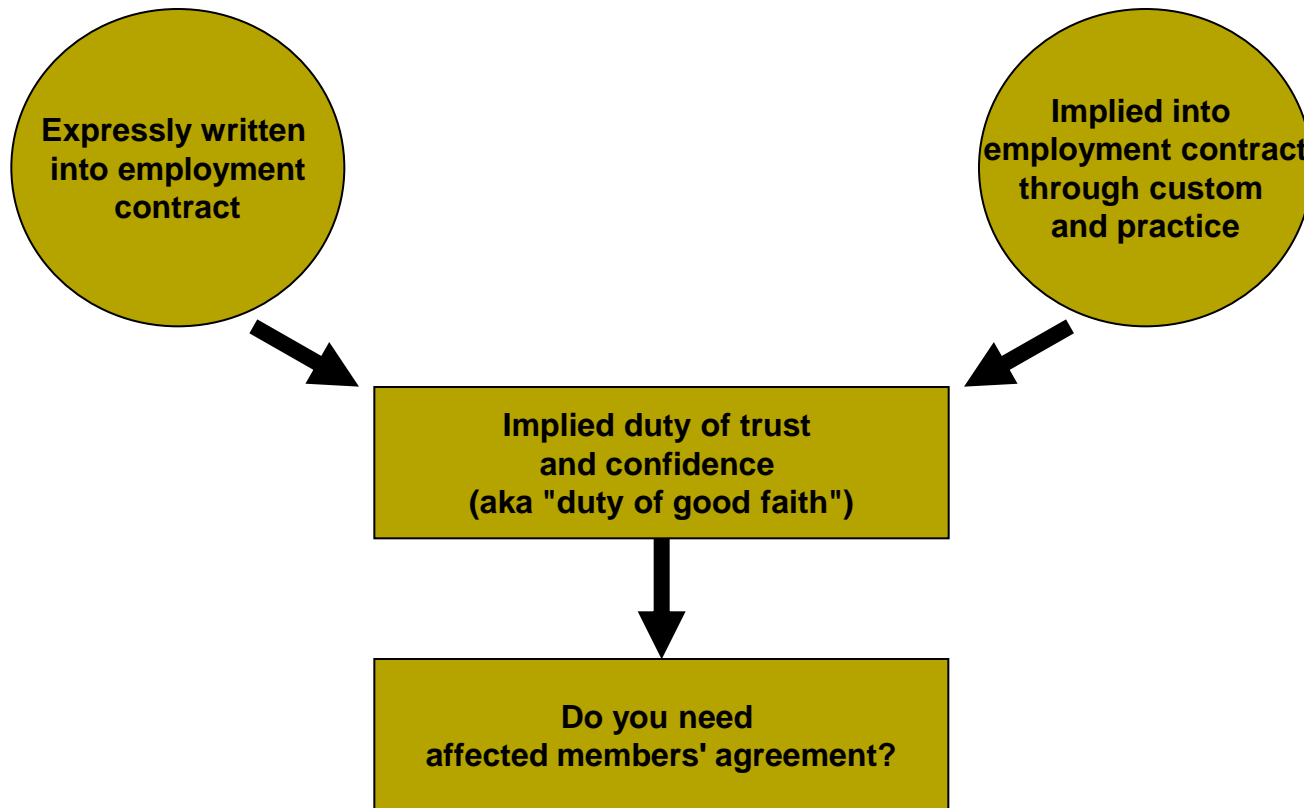 Expressly written
into employment
contract
Implied into
employment contract
through custom
and practice
Implied duty of trust
and confidence
(aka "duty of good faith")
Do you need
affected members' agreement?